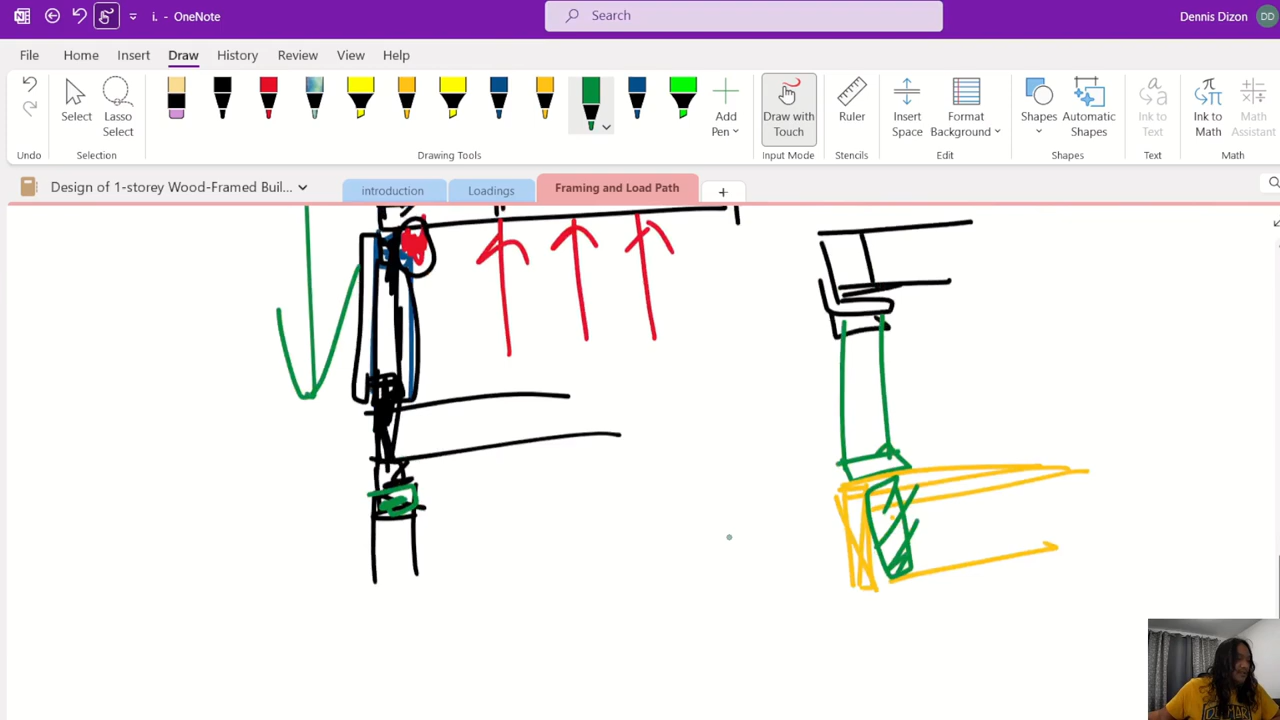 i. - OneNote
Search
Dennis Dizon
DD
File
Home
Insert
Draw
History
Review
View
Help
Select
Lasso
Select
Add
Pen
Draw with
Touch
Ruler
Insert
Space
Format
Background
Shapes
Automatic
Shapes
Ink to
Text
Ink to
Math
Math
Assistant
Undo
Selection
Drawing Tools
Input Mode
Stencils
Edit
Shapes
Text
Math
Design of 1-storey Wood-Framed Buil...
introduction
Loadings
Framing and Load Path
+